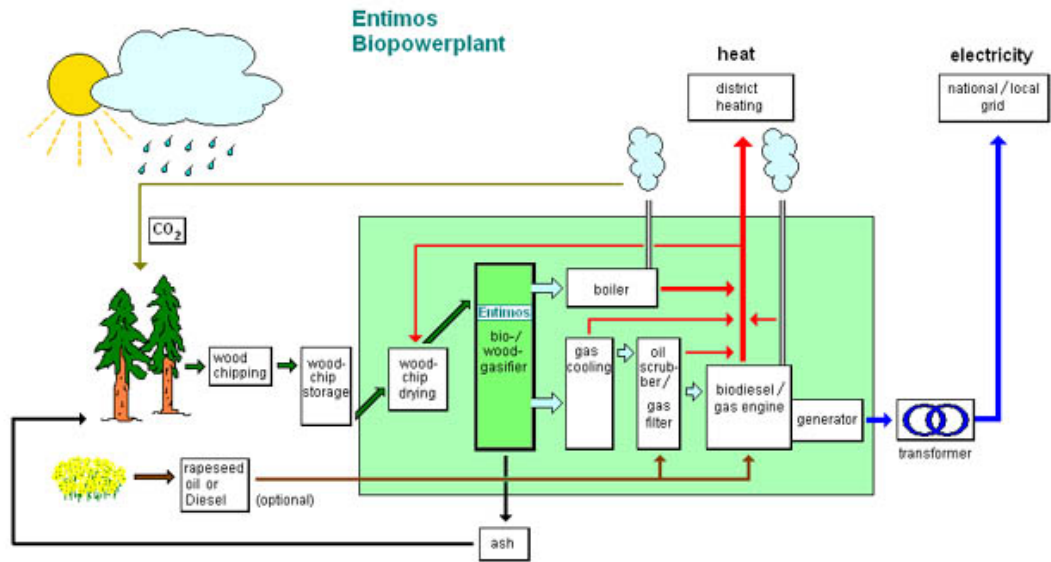 Entimos
Biopowerplant
heat
electricity
district
heating
national / local
grid
CO2
boiler
Entimos
bio-/
wood-
gasifier
wood
chipping
wood-
chip
storage
wood-
chip
drying
gas
cooling
oil
scrub-
ber/
gas
filter
biodiesel /
gas engine
generator
transformer
rapeseed
oil or
Diesel
(optional)
ash